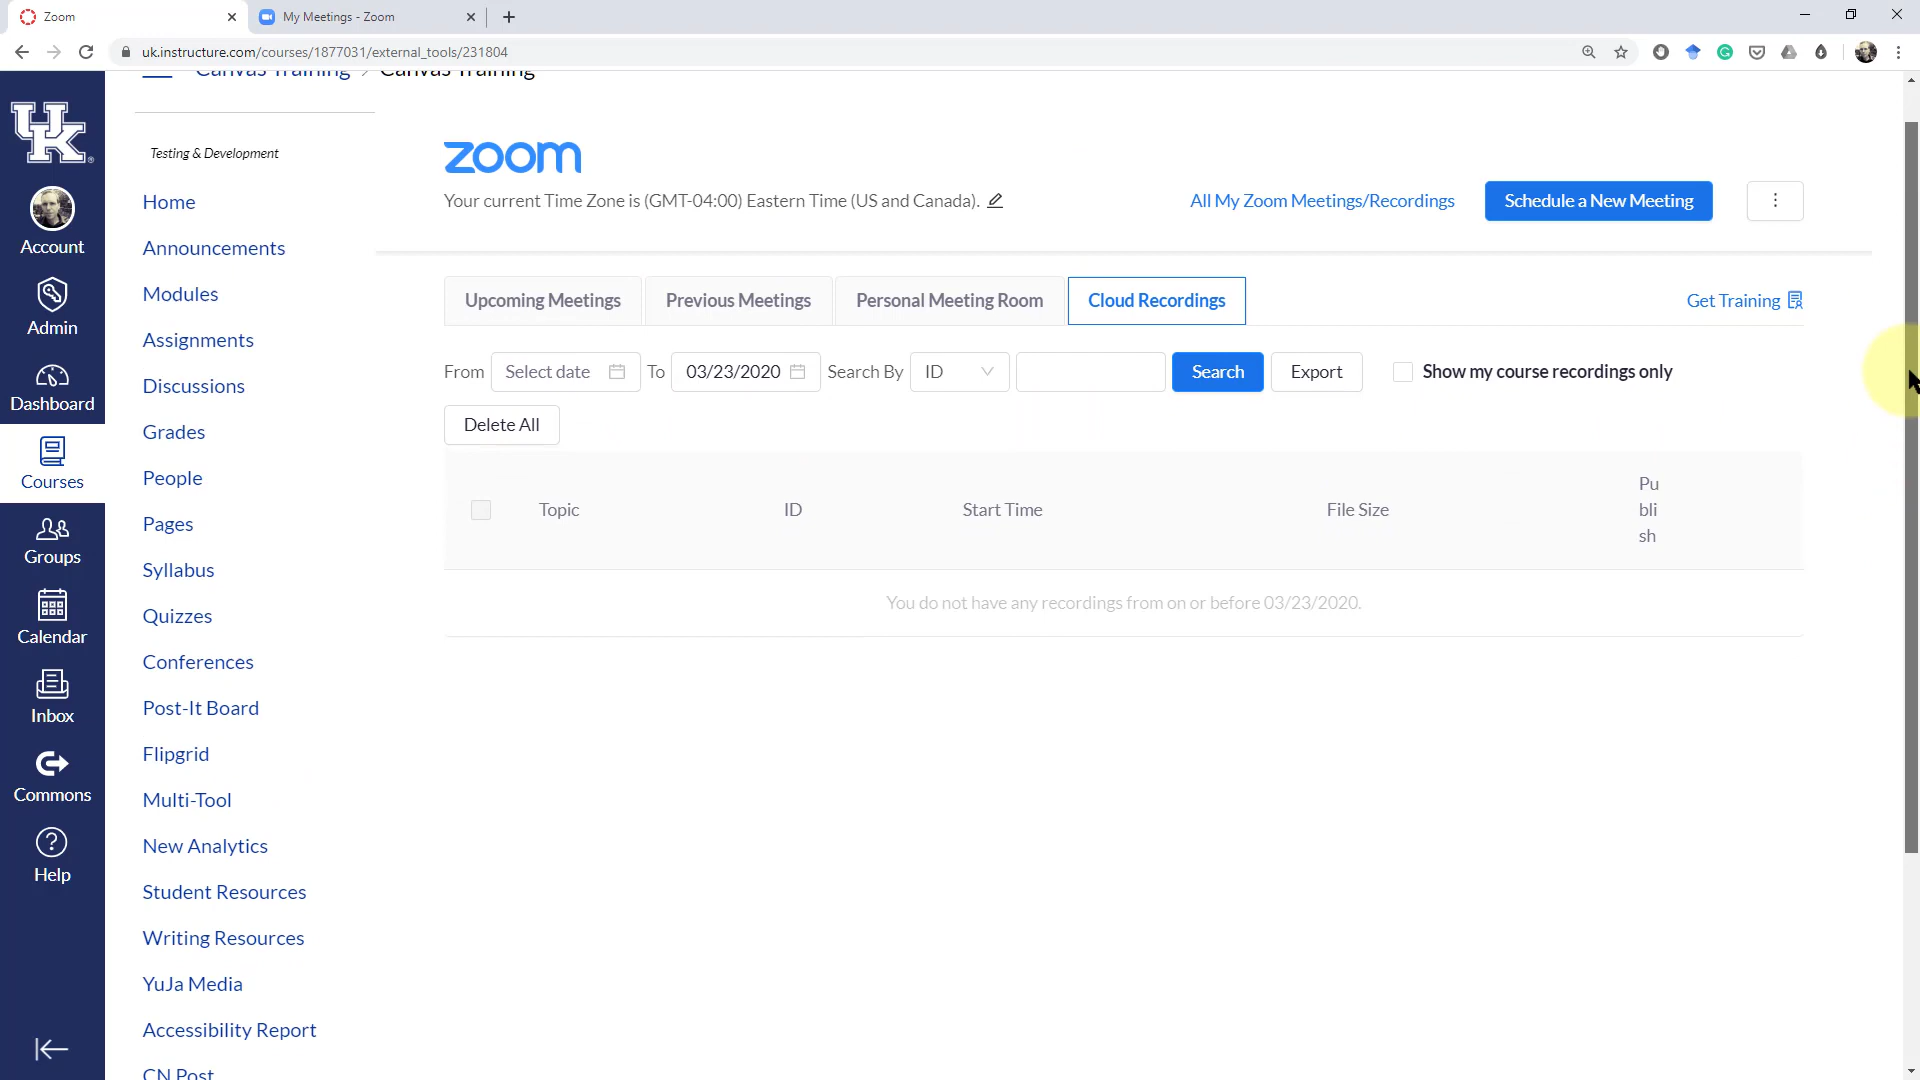 Zoom
My Meetings - Zoom
uk.instructure.com/courses/1877031/external_tools/231804
Canvas Training > Canvas Training
UK
Account
Admin
Dashboard
Courses
Groups
Calendar
Inbox
Commons
Help
Testing & Development
Home
Announcements
Modules
Assignments
Discussions
Grades
People
Pages
Syllabus
Quizzes
Conferences
Post-It Board
Flipgrid
Multi-Tool
New Analytics
Student Resources
Writing Resources
YuJa Media
Accessibility Report
CN Post
zoom
Your current Time Zone is (GMT-04:00) Eastern Time (US and Canada).
All My Zoom Meetings/Recordings
Schedule a New Meeting
Upcoming Meetings
Previous Meetings
Personal Meeting Room
Cloud Recordings
Get Training
From Select date To 03/23/2020 Search By ID Search Export Show my course recordings only
Delete All
Topic ID Start Time File Size Pu
bli
sh
You do not have any recordings from on or before 03/23/2020.